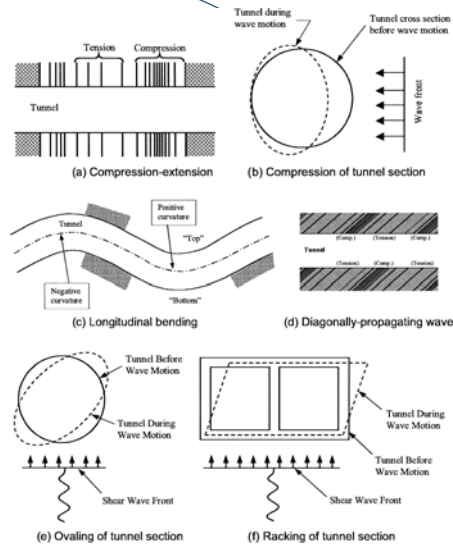 Tension
Compression
Tunnel
(a) Compression-extension
Tunnel during
wave motion
Tunnel cross section
before wave motion
Wave front
(b) Compression of tunnel section
Tunnel
Positive
curvature
"Top"
Negative
curvature
"Bottom"
(c) Longitudinal bending
(Comp.) (Tension) (Comp.)
Tunnel
(Tension) (Comp.) (Tension)
(d) Diagonally-propagating wave
Tunnel Before
Wave Motion
Tunnel During
Wave Motion
Shear Wave Front
(e) Ovaling of tunnel section
Tunnel During
Wave Motion
Tunnel Before
Wave Motion
Shear Wave Front
(f) Racking of tunnel section